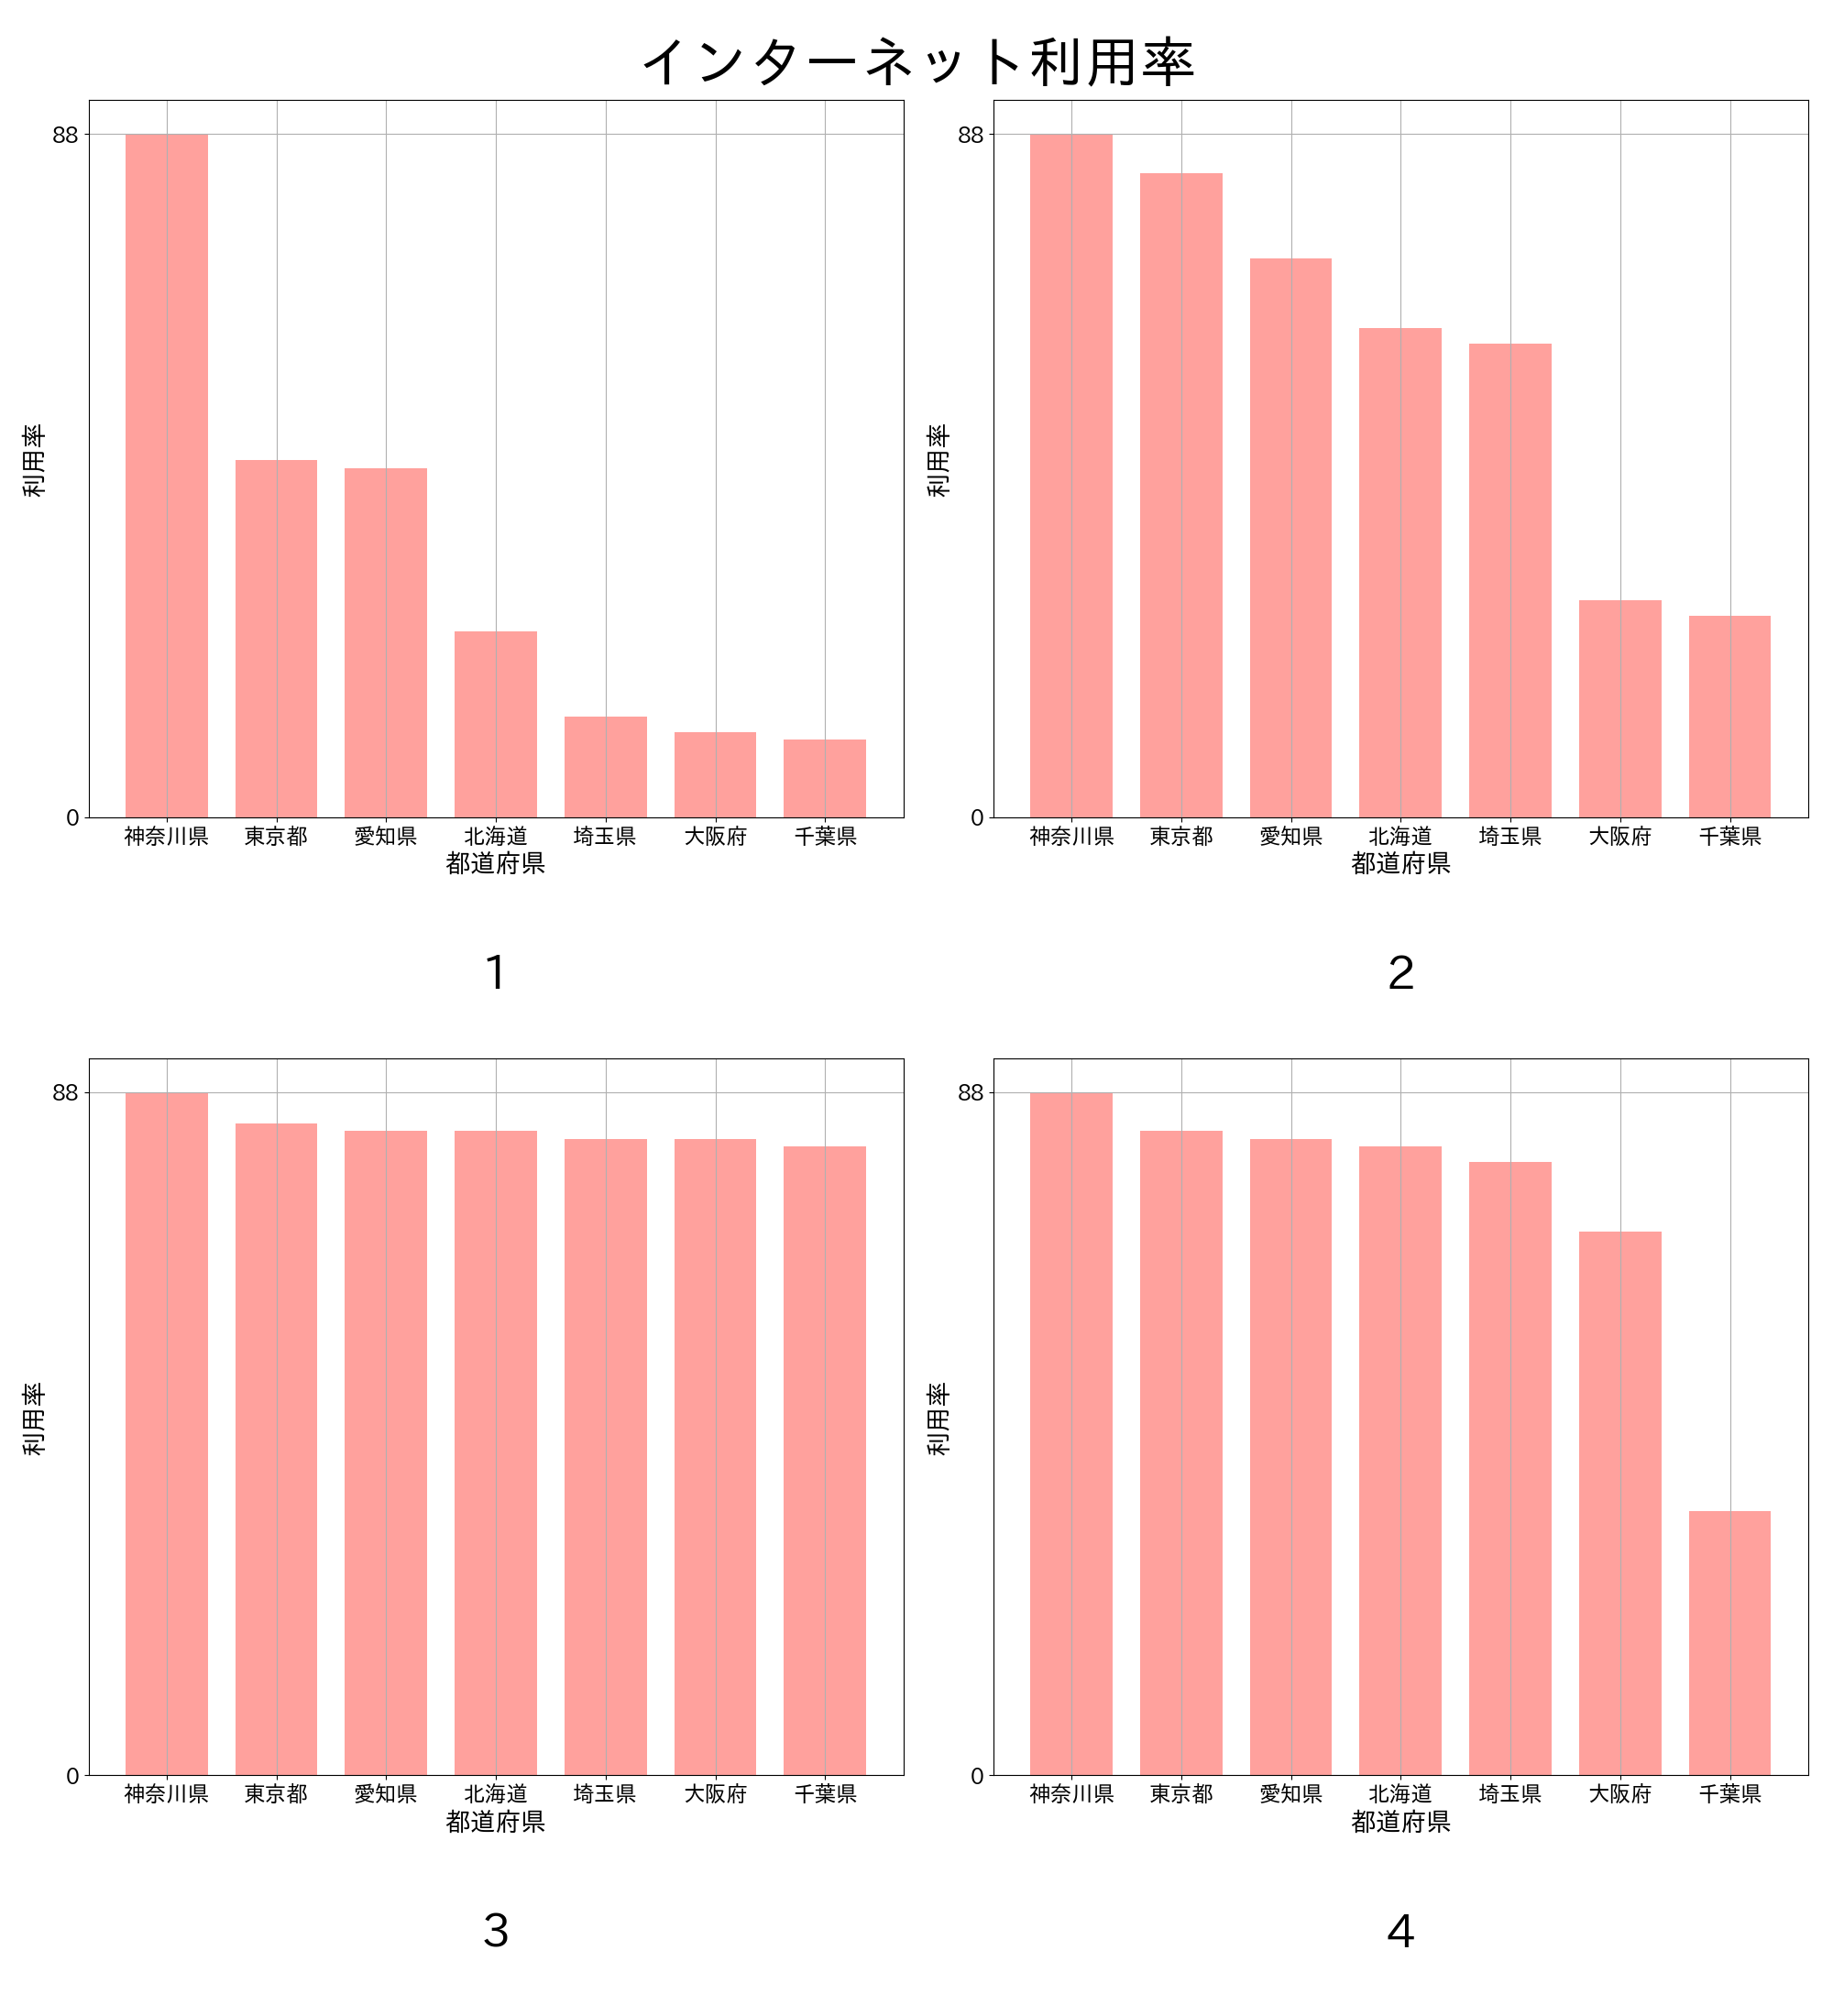 インターネット利用率
88
0
利用率
神奈川県 東京都 愛知県 北海道 埼玉県 大阪府 千葉県
都道府県
1
88
0
利用率
神奈川県 東京都 愛知県 北海道 埼玉県 大阪府 千葉県
都道府県
2
88
0
利用率
神奈川県 東京都 愛知県 北海道 埼玉県 大阪府 千葉県
都道府県
3
88
0
利用率
神奈川県 東京都 愛知県 北海道 埼玉県 大阪府 千葉県
都道府県
4